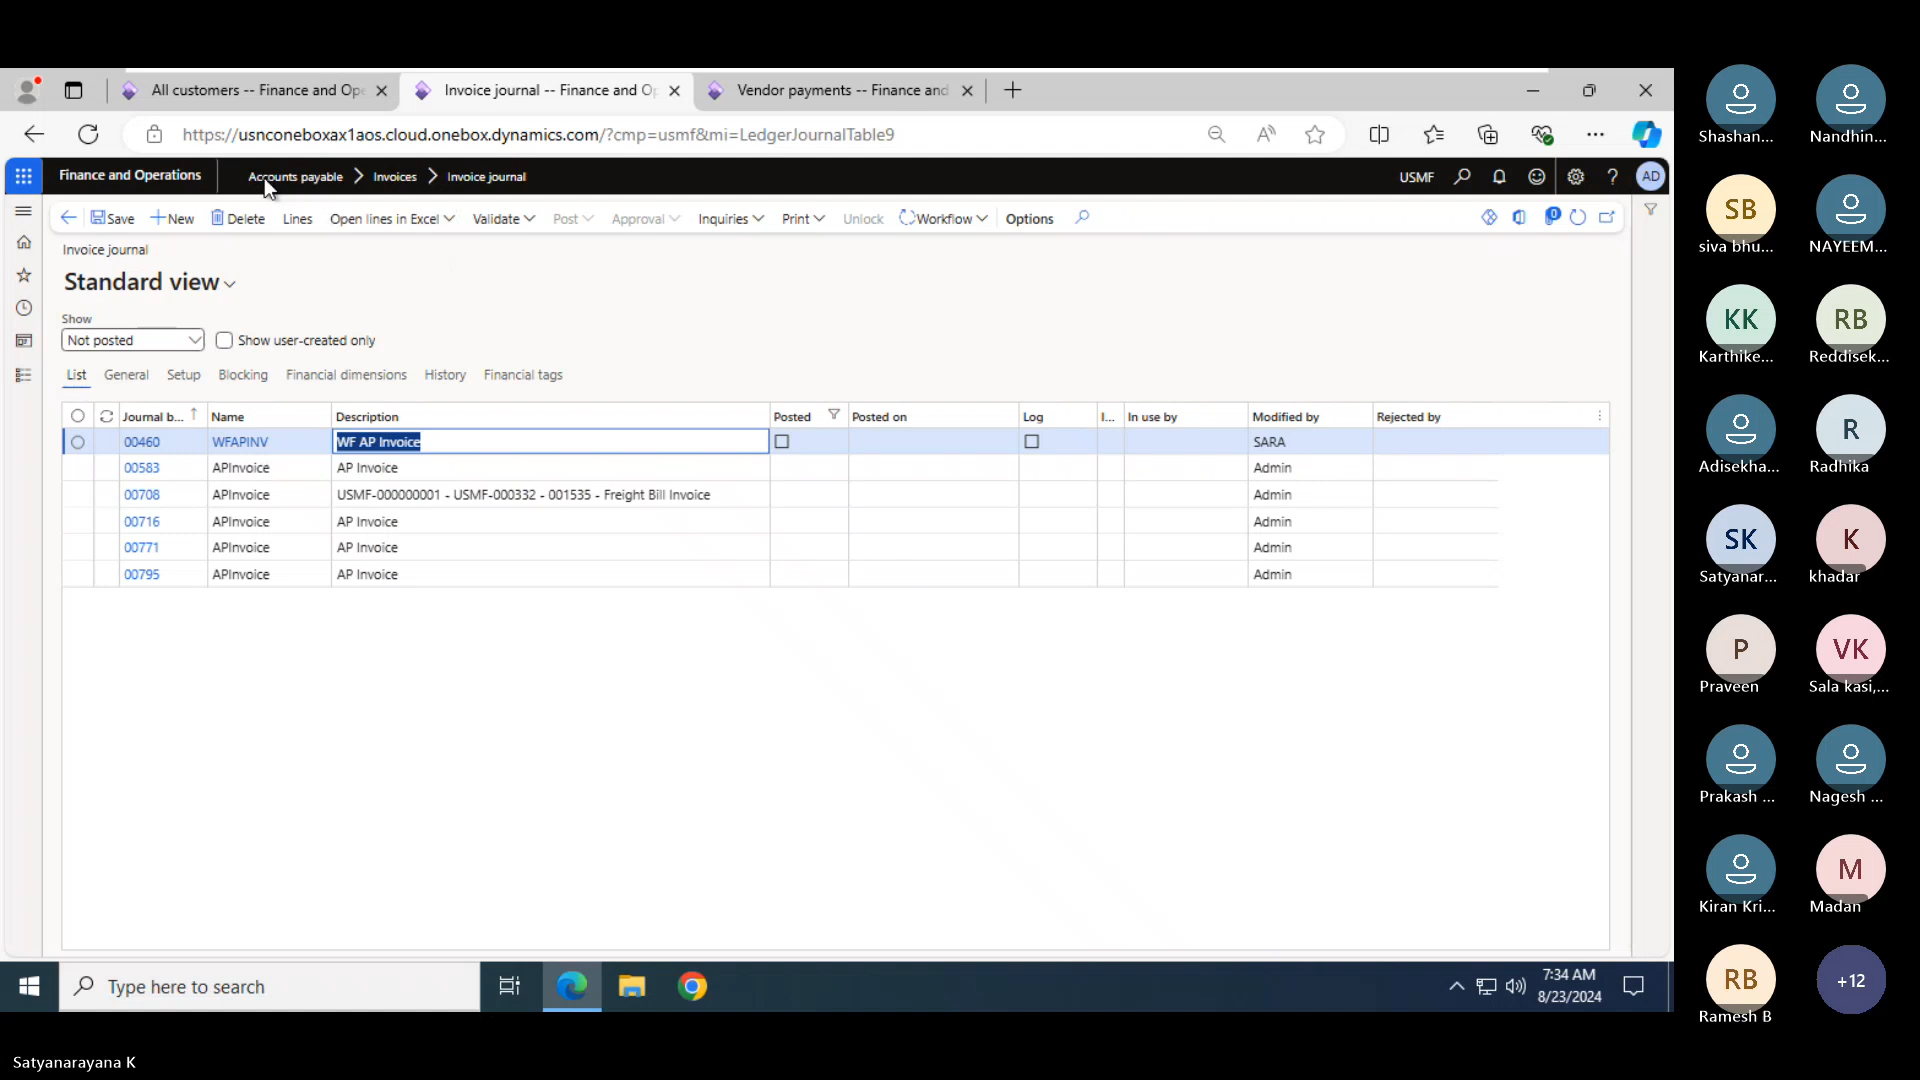 All customers -- Finance and Ope
Invoice journal -- Finance and O
Vendor payments -- Finance and
https://usnconeboxax1aos.cloud.onebox.dynamics.com/?cmp=usmf&mi=LedgerJournalTable9
Finance and Operations
Accounts payable > Invoices > Invoice journal
USMF
AD
Save
New
Delete
Lines
Open lines in Excel
Validate
Post
Approval
Inquiries
Print
Unlock
Workflow
Options
0
Invoice journal
Standard view
Show
Not posted
Show user-created only
List General Setup Blocking Financial dimensions History Financial tags
Journal b... Name Description Posted Posted on Log I... In use by Modified by Rejected by
00460 WFAPINV WF AP Invoice SARA
00583 APInvoice AP Invoice Admin
00708 APInvoice USMF-000000001 - USMF-000332 - 001535 - Freight Bill Invoice Admin
00716 APInvoice AP Invoice Admin
00771 APInvoice AP Invoice Admin
00795 APInvoice AP Invoice Admin
Type here to search
7:34 AM
8/23/2024
Satyanarayana K
Shashan...
Nandhin...
SB
siva bhu...
NAYEEM...
KK
Karthike...
RB
Reddisek...
Adisekha...
R
Radhika
SK
Satyanar...
K
khadar
P
Praveen
VK
Sala kasi,...
Prakash ...
Nagesh ...
Kiran Kri...
M
Madan
RB
Ramesh B
+12